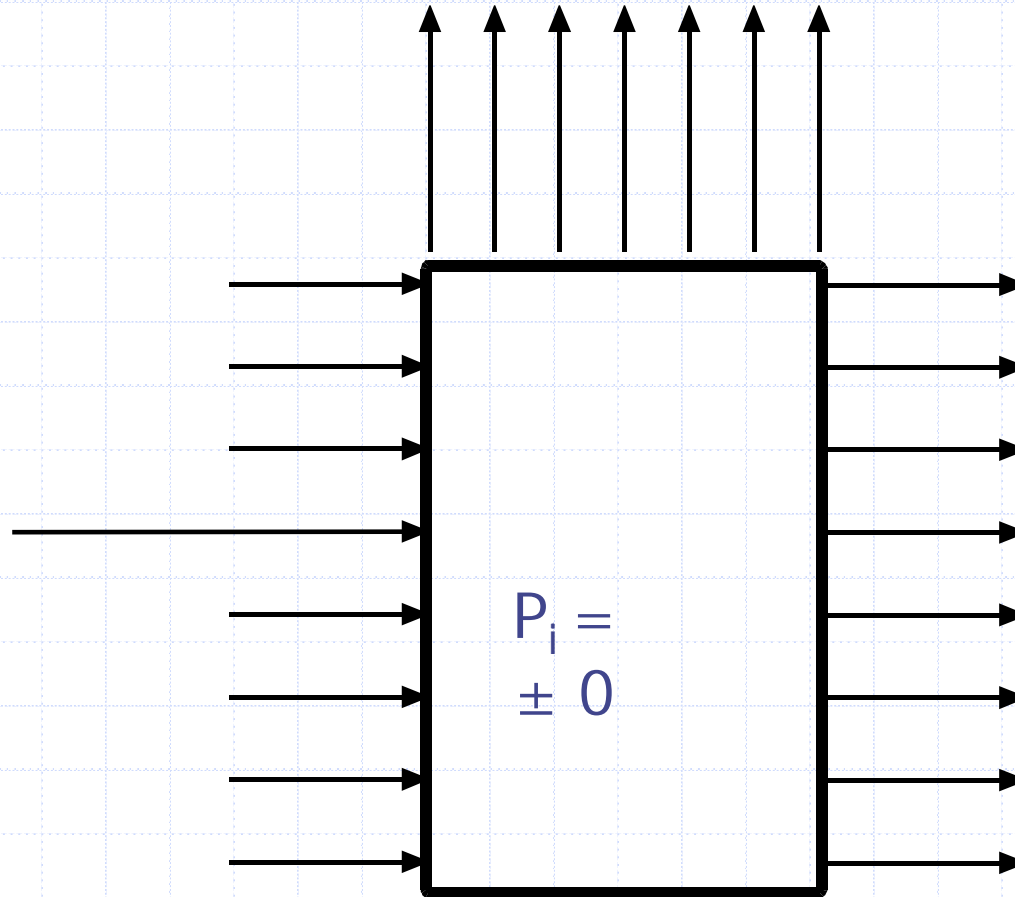 Pi =
± 0